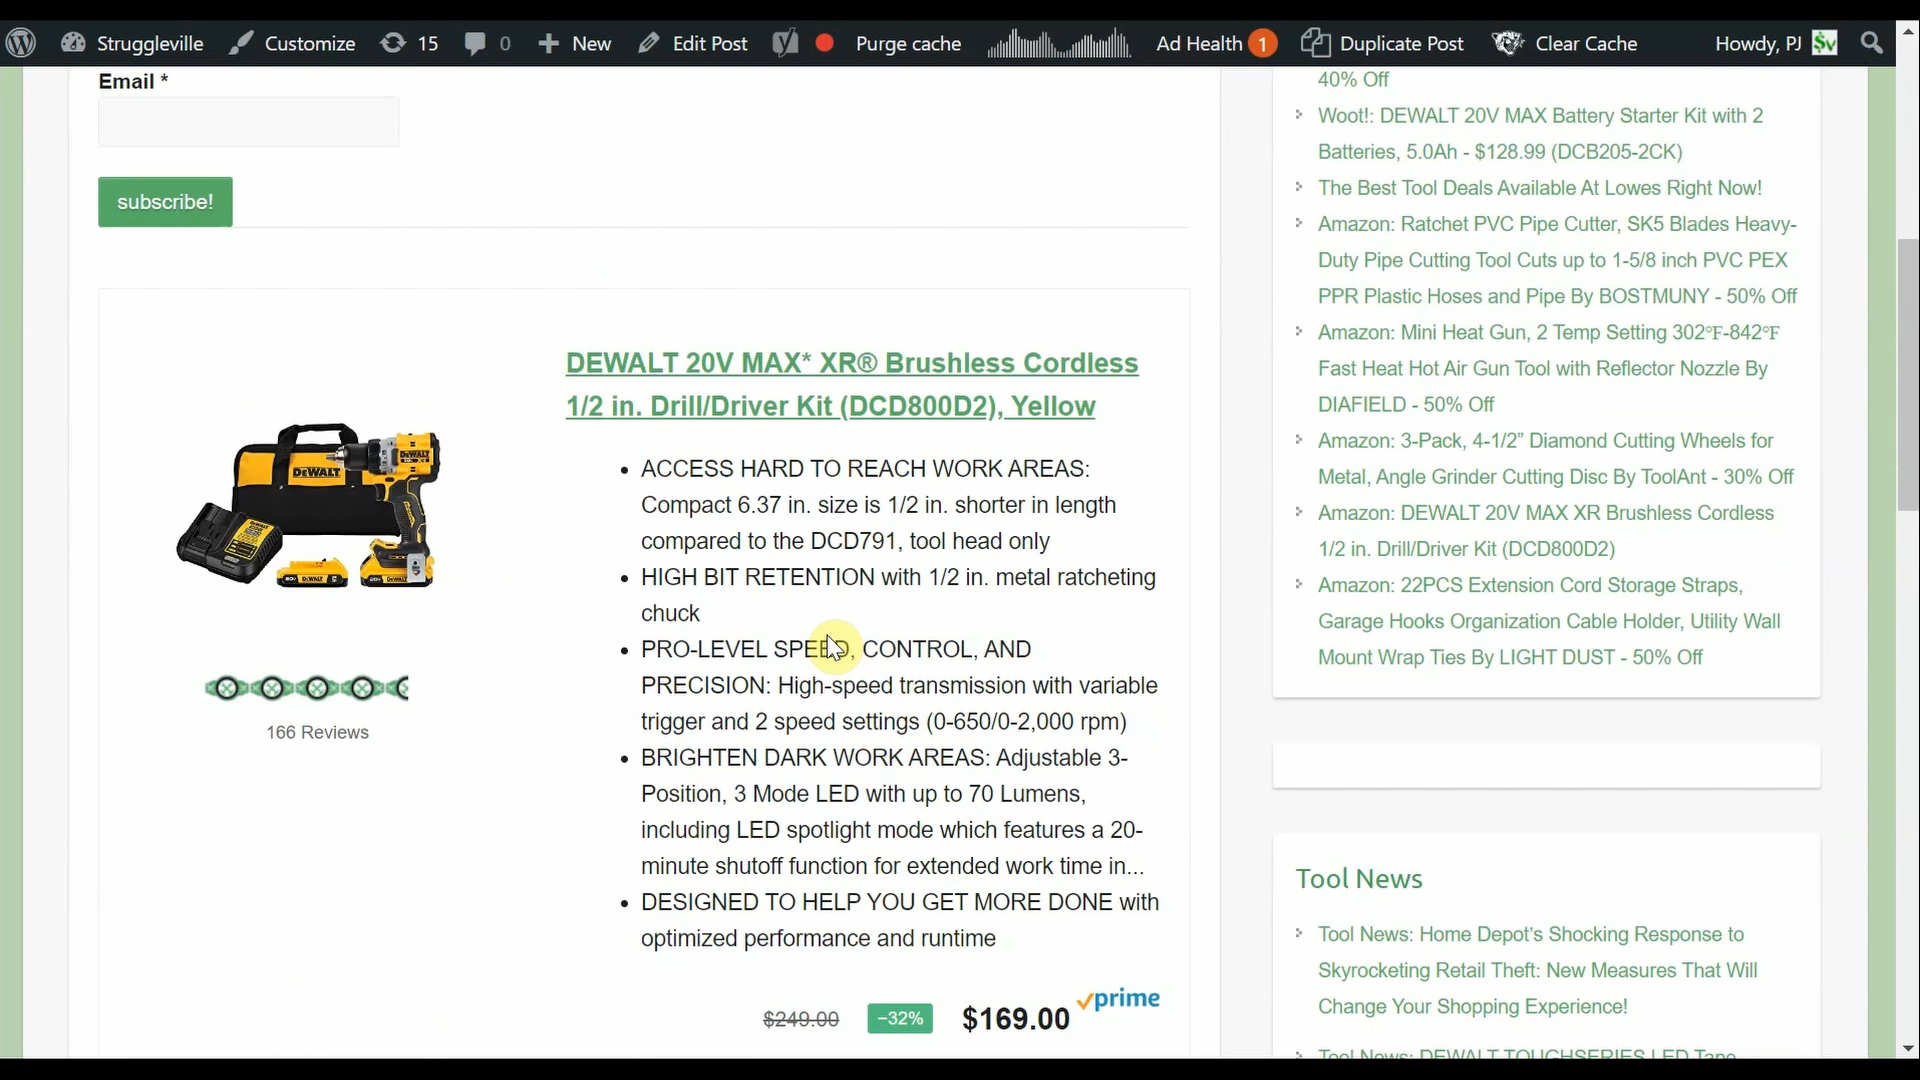 Struggleville Customize 15 0 New Edit Post Purge cache Ad Health 1 Duplicate Post Clear Cache Howdy, PJ $v
Email *
subscribe!
DEWALT 20V MAX* XR® Brushless Cordless
1/2 in. Drill/Driver Kit (DCD800D2), Yellow
DEWALT
DEWALT
DEWALT
166 Reviews
• ACCESS HARD TO REACH WORK AREAS:
Compact 6.37 in. size is 1/2 in. shorter in length
compared to the DCD791, tool head only
• HIGH BIT RETENTION with 1/2 in. metal ratcheting
chuck
• PRO-LEVEL SPEED, CONTROL, AND
PRECISION: High-speed transmission with variable
trigger and 2 speed settings (0-650/0-2,000 rpm)
• BRIGHTEN DARK WORK AREAS: Adjustable 3-
Position, 3 Mode LED with up to 70 Lumens,
including LED spotlight mode which features a 20-
minute shutoff function for extended work time in...
• DESIGNED TO HELP YOU GET MORE DONE with
optimized performance and runtime
$249.00 −32% $169.00 prime
40% Off
Woot!: DEWALT 20V MAX Battery Starter Kit with 2
Batteries, 5.0Ah - $128.99 (DCB205-2CK)
The Best Tool Deals Available At Lowes Right Now!
Amazon: Ratchet PVC Pipe Cutter, SK5 Blades Heavy-
Duty Pipe Cutting Tool Cuts up to 1-5/8 inch PVC PEX
PPR Plastic Hoses and Pipe By BOSTMUNY - 50% Off
Amazon: Mini Heat Gun, 2 Temp Setting 302℉-842℉
Fast Heat Hot Air Gun Tool with Reflector Nozzle By
DIAFIELD - 50% Off
Amazon: 3-Pack, 4-1/2” Diamond Cutting Wheels for
Metal, Angle Grinder Cutting Disc By ToolAnt - 30% Off
Amazon: DEWALT 20V MAX XR Brushless Cordless
1/2 in. Drill/Driver Kit (DCD800D2)
Amazon: 22PCS Extension Cord Storage Straps,
Garage Hooks Organization Cable Holder, Utility Wall
Mount Wrap Ties By LIGHT DUST - 50% Off
Tool News
Tool News: Home Depot’s Shocking Response to
Skyrocketing Retail Theft: New Measures That Will
Change Your Shopping Experience!
Tool News: DEWALT TOUGHSERIES LED Tape